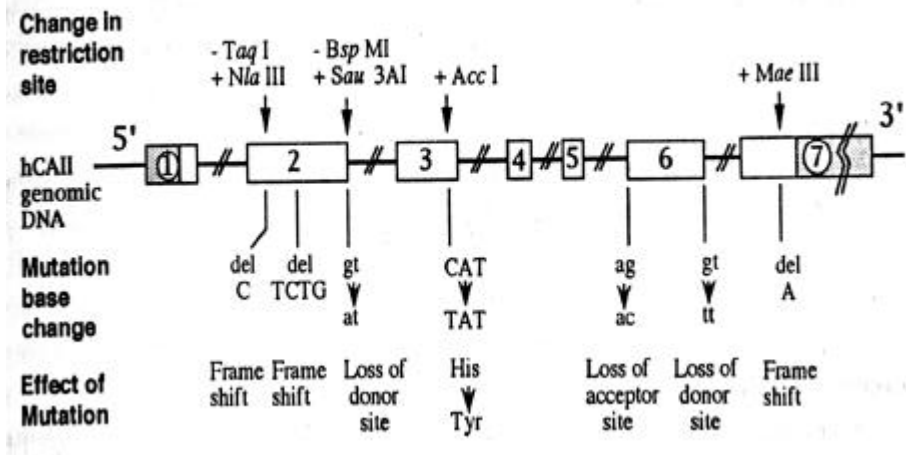 Change in
restriction
site
- Taq I
+ Nla III
- Bsp MI
+ Sau 3AI
+ Acc I
+ Mae III
5'
3'
hCAII
genomic
DNA
1
2
3
4
5
6
7
Mutation
base
change
del
C
del
TCTG
gt
at
CAT
TAT
ag
ac
gt
tt
del
A
Effect of
Mutation
Frame
shift
Frame
shift
Loss of
donor
site
His
Tyr
Loss of
acceptor
site
Loss of
donor
site
Frame
shift